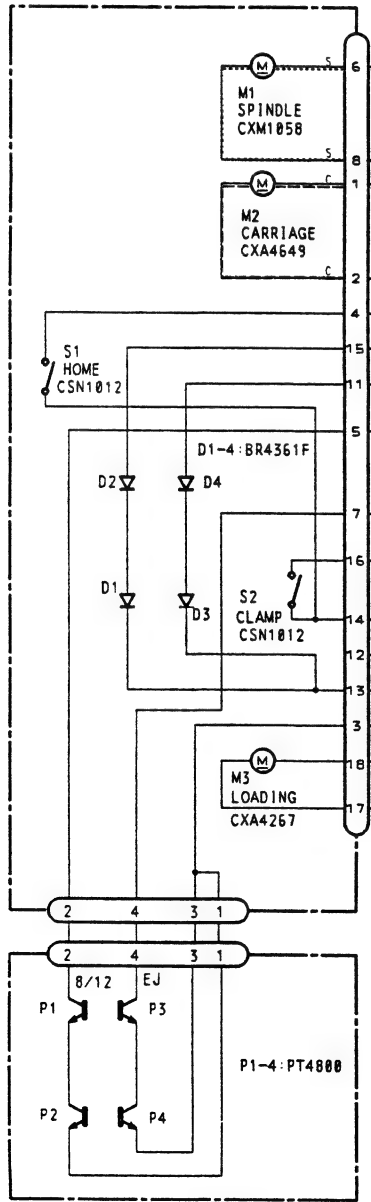 S 6
M
M1
SPINDLE
CXM1058
S 8
C 1
M
M2
CARRIAGE
CXA4649
C 2
4
S1
HOME
CSN1012
15
11
5
D1-4:BR4361F
D2
D4
7
16
D1
D3
S2
CLAMP
CSN1012
14
12
13
3
M
18
M3
LOADING
CXA4267
17
2 4 3 1
2 4 3 1
8/12 EJ
P1
P3
P1-4:PT4800
P2
P4